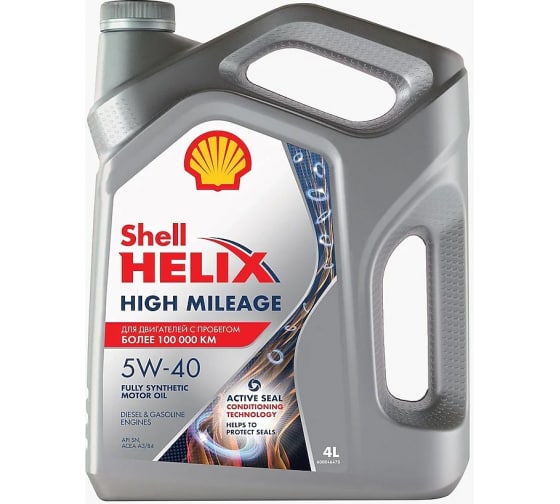 Shell
HELIX
HIGH MILEAGE
ДЛЯ ДВИГАТЕЛЕЙ С ПРОБЕГОМ
БОЛЕЕ 100 000 КМ
5W-40
FULLY SYNTHETIC
MOTOR OIL
DIESEL & GASOLINE
ENGINES
API SN,
ACEA A3/B4
ACTIVE SEAL
CONDITIONING
TECHNOLOGY
HELPS TO
PROTECT SEALS
4L